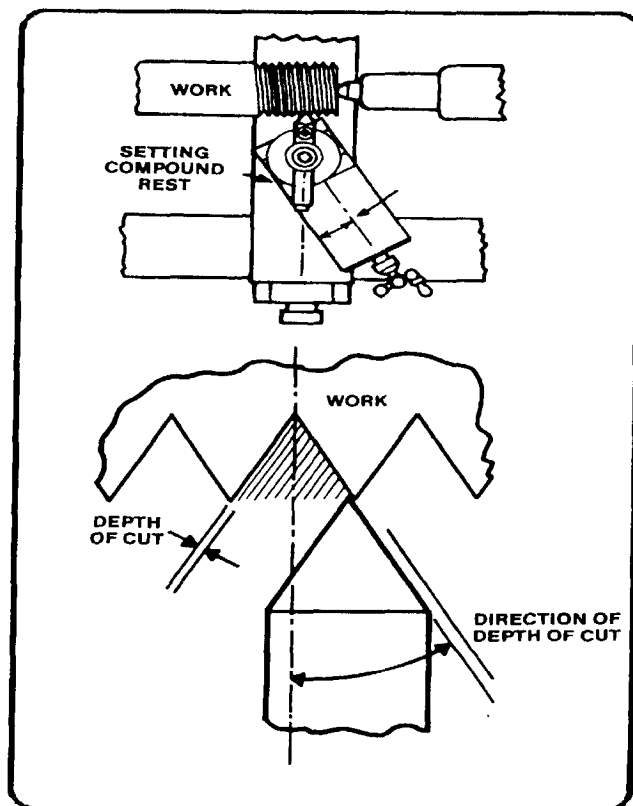 WORK
SETTING
COMPOUND
REST
WORK
DEPTH
OF CUT
DIRECTION OF
DEPTH OF CUT